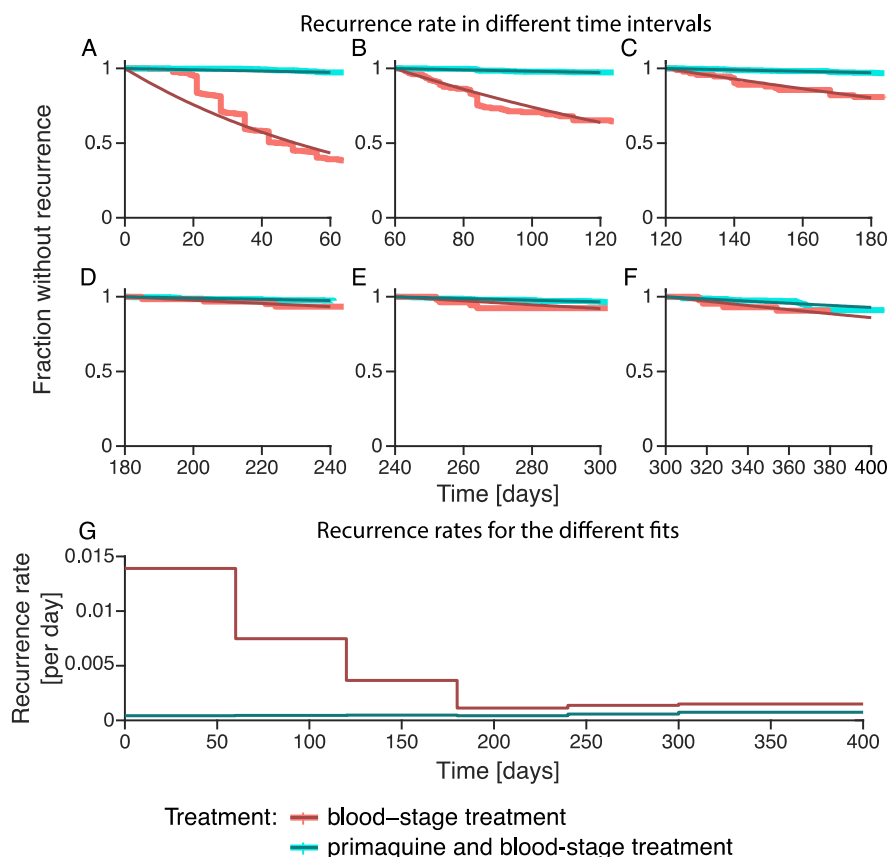 Recurrence rate in different time intervals
A B C
Fraction without recurrence
1 1 1
0.5 0.5 0.5
0 0 0
0 20 40 60 60 80 100 120 120 140 160 180
D E F
1 1 1
0.5 0.5 0.5
0 0 0
180 200 220 240 240 260 280 300 300 320 340 360 380 400
Time [days]
G Recurrence rates for the different fits
Recurrence rate
[per day]
0.015
0.01
0.005
0
0 50 100 150 200 250 300 350 400
Time [days]
Treatment: blood–stage treatment
primaquine and blood-stage treatment